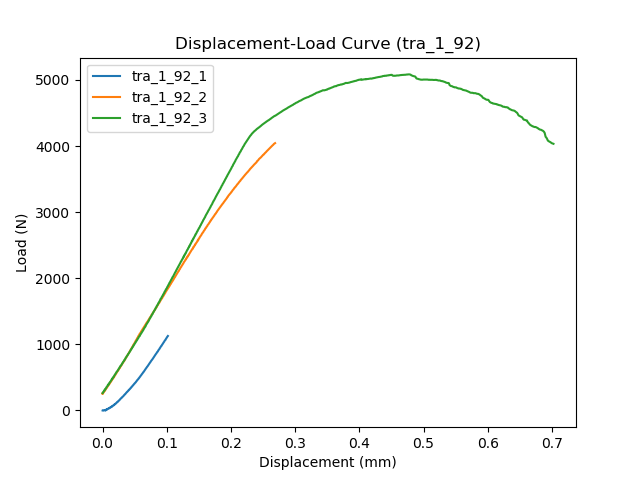 Displacement-Load Curve (tra_1_92)
tra_1_92_1
tra_1_92_2
tra_1_92_3
Load (N)
5000
4000
3000
2000
1000
0
0.0 0.1 0.2 0.3 0.4 0.5 0.6 0.7
Displacement (mm)